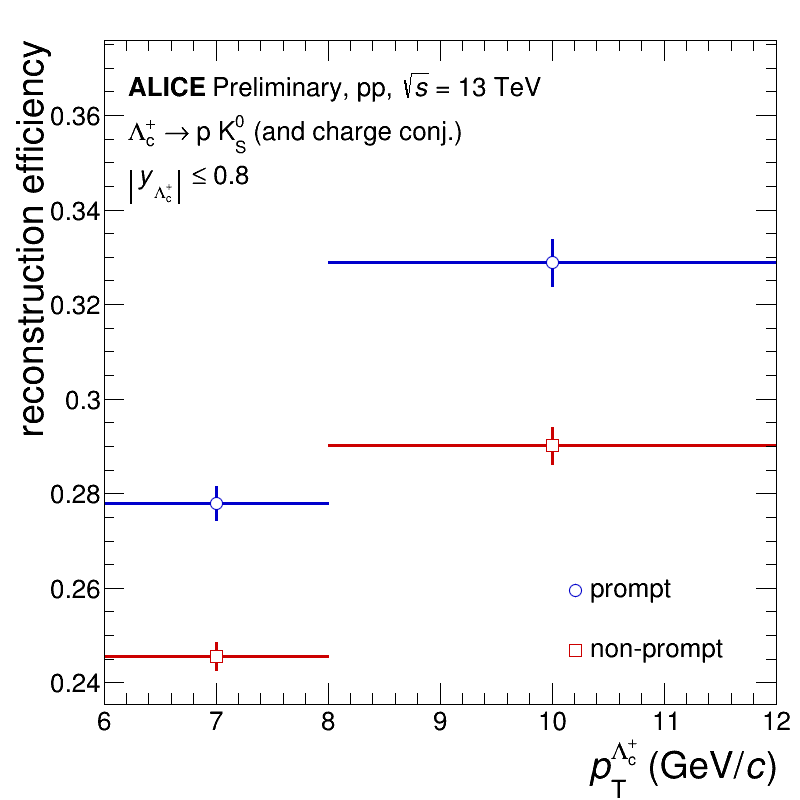 ALICE Preliminary, pp, √s = 13 TeV
Λc+ → p KS0 (and charge conj.)
|yΛc+| ≤ 0.8
reconstruction efficiency
0.36
0.34
0.32
0.3
0.28
0.26
0.24
prompt
non-prompt
6 7 8 9 10 11 12
pTΛc+ (GeV/c)